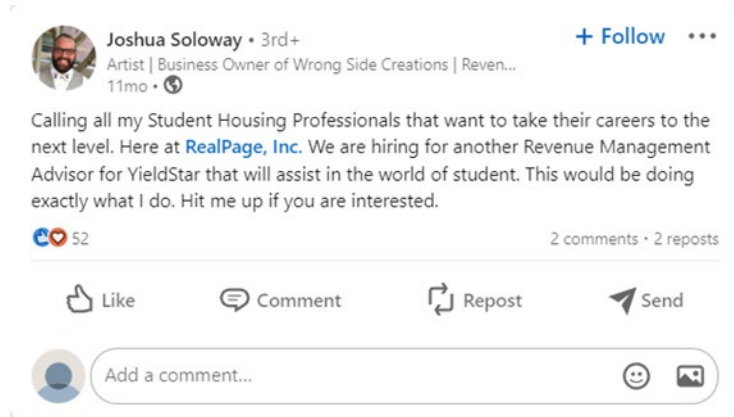 Joshua Soloway • 3rd+
+ Follow
Artist | Business Owner of Wrong Side Creations | Reven...
11mo •
Calling all my Student Housing Professionals that want to take their careers to the
next level. Here at RealPage, Inc. We are hiring for another Revenue Management
Advisor for YieldStar that will assist in the world of student. This would be doing
exactly what I do. Hit me up if you are interested.
52
2 comments • 2 reposts
Like
Comment
Repost
Send
Add a comment...